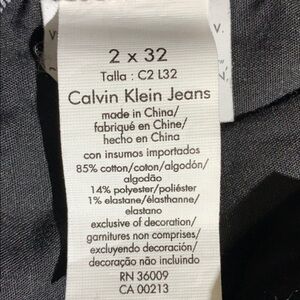 2 x 32
Talla : C2 L32
Calvin Klein Jeans
made in China/
fabriqué en Chine/
hecho en China
con insumos importados
85% cotton/coton/algodón/
algodão
14% polyester/poliéster
1% elastane/élasthanne/
elastano
exclusive of decoration/
garnitures non comprises/
excluyendo decoración/
decoração não incluindo
RN 36009
CA 00213